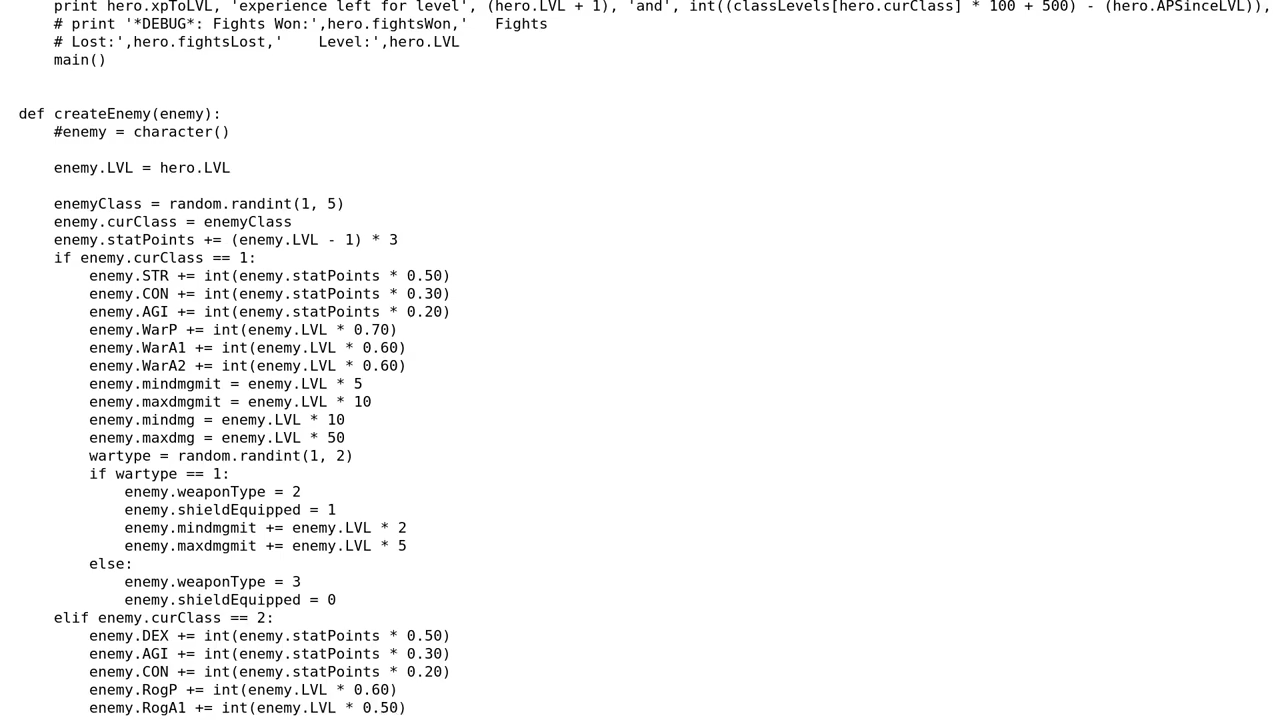 print hero.xpToLVL, 'experience left for level', (hero.LVL + 1), 'and', int((classLevels[hero.curClass] * 100 + 500) - (hero.APSinceLVL)),
    # print '*DEBUG*: Fights Won:',hero.fightsWon,'   Fights
    # Lost:',hero.fightsLost,'    Level:',hero.LVL
    main()


def createEnemy(enemy):
    #enemy = character()

    enemy.LVL = hero.LVL

    enemyClass = random.randint(1, 5)
    enemy.curClass = enemyClass
    enemy.statPoints += (enemy.LVL - 1) * 3
    if enemy.curClass == 1:
        enemy.STR += int(enemy.statPoints * 0.50)
        enemy.CON += int(enemy.statPoints * 0.30)
        enemy.AGI += int(enemy.statPoints * 0.20)
        enemy.WarP += int(enemy.LVL * 0.70)
        enemy.WarA1 += int(enemy.LVL * 0.60)
        enemy.WarA2 += int(enemy.LVL * 0.60)
        enemy.mindmgmit = enemy.LVL * 5
        enemy.maxdmgmit = enemy.LVL * 10
        enemy.mindmg = enemy.LVL * 10
        enemy.maxdmg = enemy.LVL * 50
        wartype = random.randint(1, 2)
        if wartype == 1:
            enemy.weaponType = 2
            enemy.shieldEquipped = 1
            enemy.mindmgmit += enemy.LVL * 2
            enemy.maxdmgmit += enemy.LVL * 5
        else:
            enemy.weaponType = 3
            enemy.shieldEquipped = 0
    elif enemy.curClass == 2:
        enemy.DEX += int(enemy.statPoints * 0.50)
        enemy.AGI += int(enemy.statPoints * 0.30)
        enemy.CON += int(enemy.statPoints * 0.20)
        enemy.RogP += int(enemy.LVL * 0.60)
        enemy.RogA1 += int(enemy.LVL * 0.50)